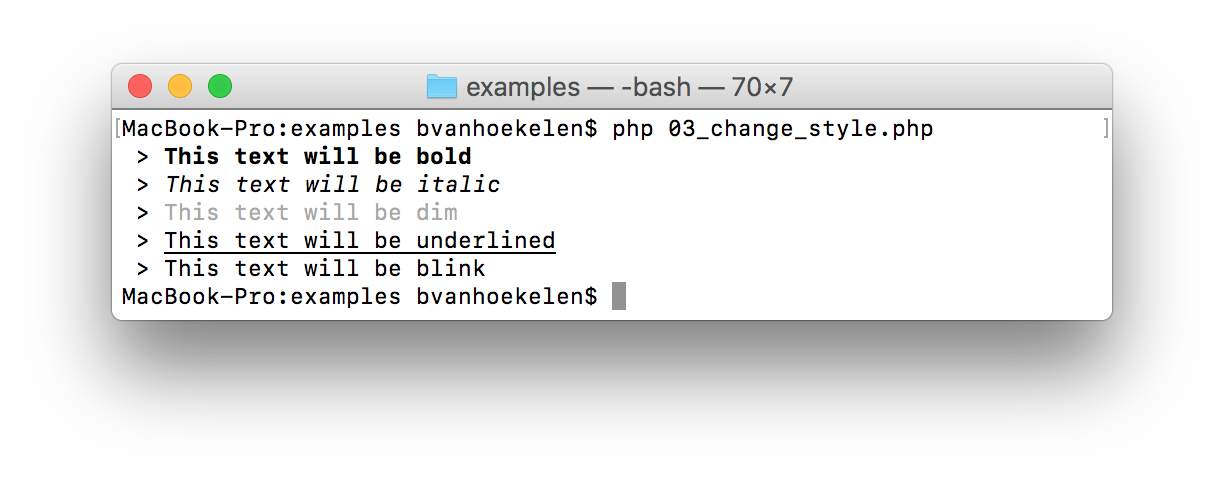 examples — -bash — 70×7
[MacBook-Pro:examples bvanhoekelen$ php 03_change_style.php ]
> This text will be bold
> This text will be italic
> This text will be dim
> This text will be underlined
> This text will be blink
MacBook-Pro:examples bvanhoekelen$